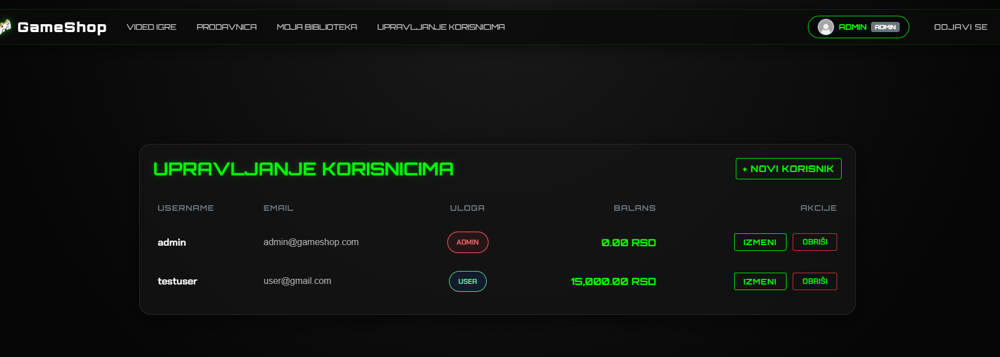 GameShop VIDEO IGRE PRODAVNICA MOJA BIBLIOTEKA UPRAVLJANJE KORISNICIMA ADMIN ADMIN ODJAVI SE
UPRAVLJANJE KORISNICIMA + NOVI KORISNIK
USERNAME EMAIL ULOGA BALANS AKCIJE
admin admin@gameshop.com ADMIN 0.00 RSD IZMENI OBRIŠI
testuser user@gmail.com USER 15,000.00 RSD IZMENI OBRIŠI